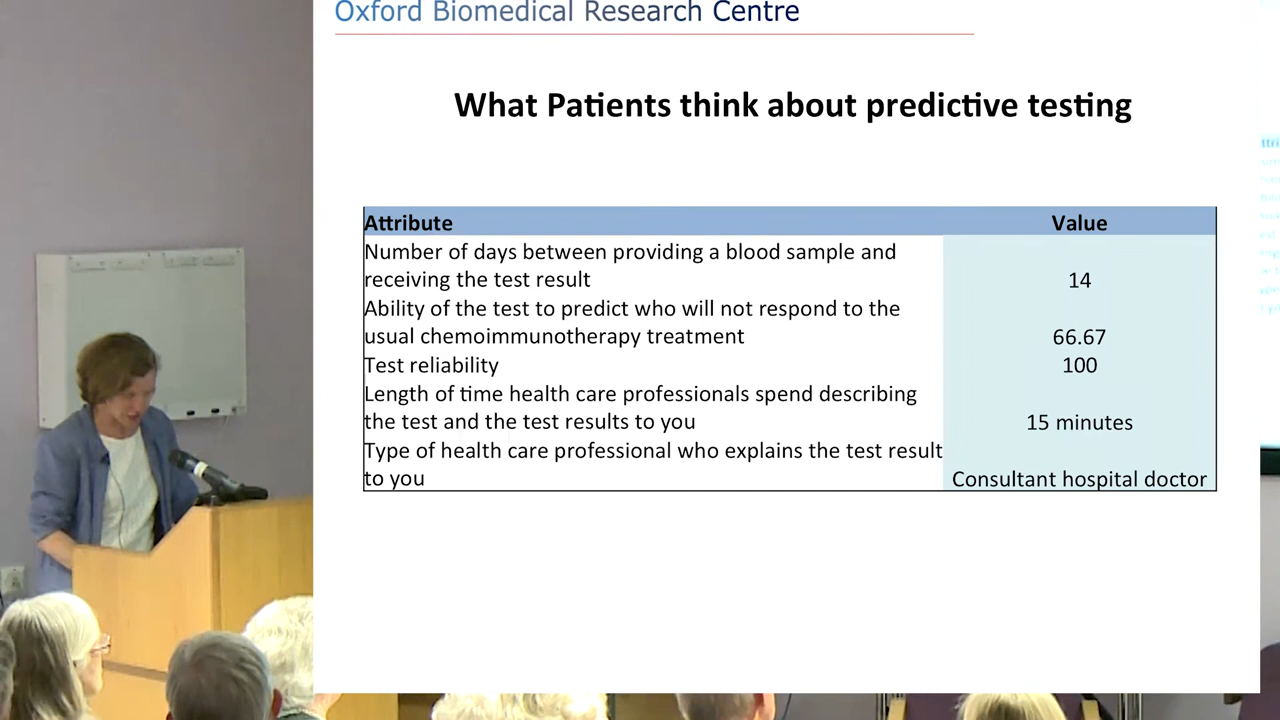 Oxford Biomedical Research Centre
What Patients think about predictive testing
Attribute Value
Number of days between providing a blood sample and
receiving the test result 14
Ability of the test to predict who will not respond to the
usual chemoimmunotherapy treatment 66.67
Test reliability 100
Length of time health care professionals spend describing
the test and the test results to you 15 minutes
Type of health care professional who explains the test result
to you Consultant hospital doctor